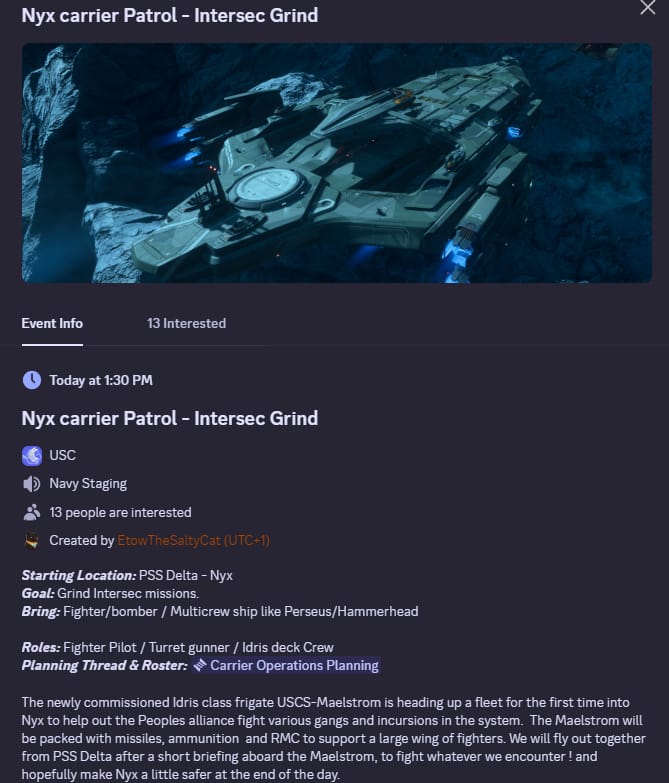 Nyx carrier Patrol - Intersec Grind
Event Info
13 Interested
Today at 1:30 PM
Nyx carrier Patrol - Intersec Grind
USC
Navy Staging
13 people are interested
Created by EtowTheSaltyCat (UTC+1)
Starting Location: PSS Delta - Nyx
Goal: Grind Intersec missions.
Bring: Fighter/bomber / Multicrew ship like Perseus/Hammerhead
Roles: Fighter Pilot / Turret gunner / Idris deck Crew
Planning Thread & Roster: Carrier Operations Planning
The newly commissioned Idris class frigate USCS-Maelstrom is heading up a fleet for the first time into
Nyx to help out the Peoples alliance fight various gangs and incursions in the system.  The Maelstrom will
be packed with missiles, ammunition  and RMC to support a large wing of fighters. We will fly out together
from PSS Delta after a short briefing aboard the Maelstrom, to fight whatever we encounter ! and
hopefully make Nyx a little safer at the end of the day.